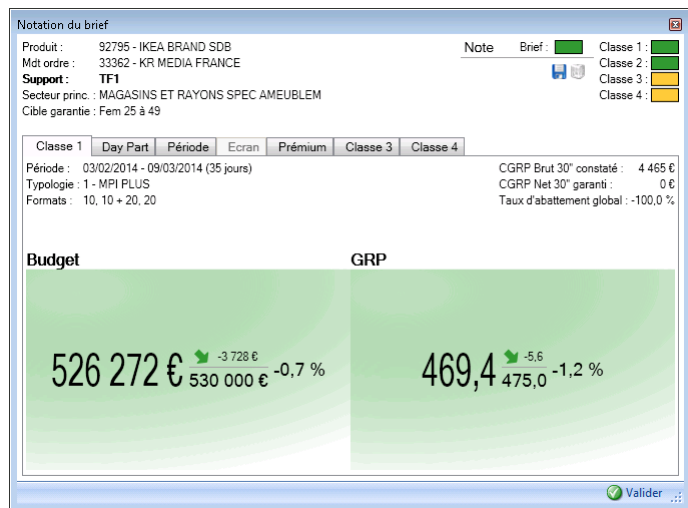 Notation du brief
Produit : 92795 - IKEA BRAND SDB
Mdt ordre : 33362 - KR MEDIA FRANCE
Support : TF1
Secteur princ. : MAGASINS ET RAYONS SPEC AMEUBLEM
Cible garantie : Fem 25 à 49
Note Brief :
Classe 1 :
Classe 2 :
Classe 3 :
Classe 4 :
Classe 1 Day Part Période Ecran Prémium Classe 3 Classe 4
Période : 03/02/2014 - 09/03/2014 (35 jours)
Typologie : 1 - MPI PLUS
Formats : 10, 10 + 20, 20
CGRP Brut 30" constaté : 4 465 €
CGRP Net 30" garanti : 0 €
Taux d'abattement global : -100,0 %
Budget
526 272 € -3 728 € 530 000 € -0,7 %
GRP
469,4 -5,6 475,0 -1,2 %
Valider